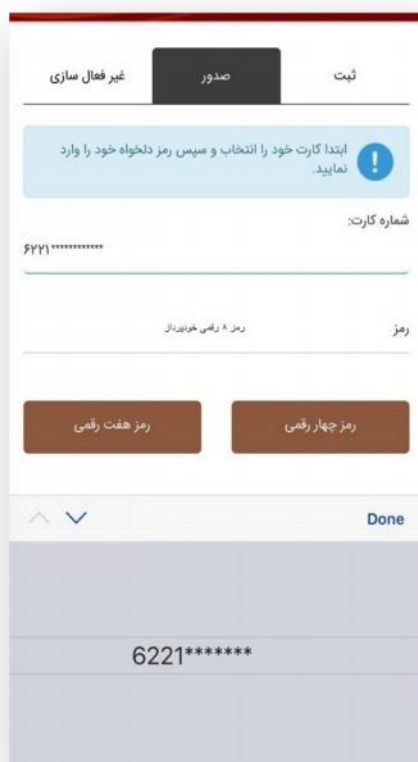 ثبت
صدور
غیر فعال سازی
ابتدا کارت خود را انتخاب و سپس رمز دلخواه خود را وارد
نمایید.
شماره کارت:
۶۲۲۱************
رمز
رمز ۸ رقمی خودپرداز
رمز چهار رقمی
رمز هفت رقمی
Done
6221*******